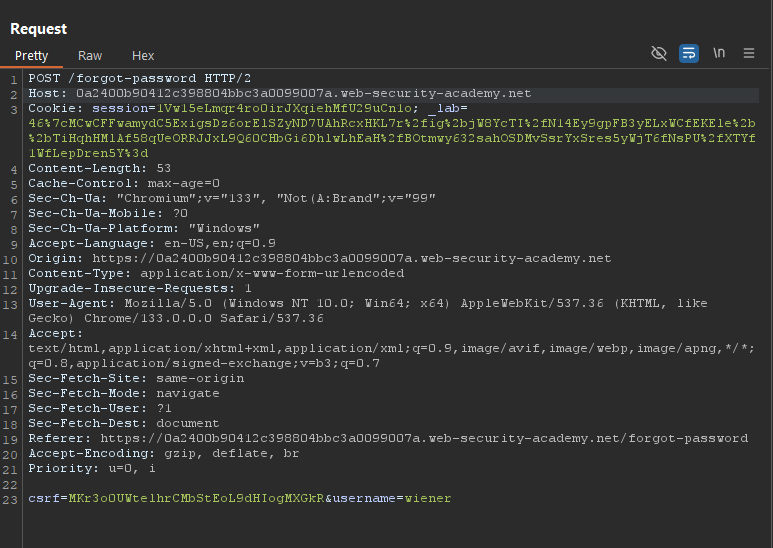 Request
Pretty Raw Hex \n
1 POST /forgot-password HTTP/2
2 Host: 0a2400b90412c398804bbc3a0099007a.web-security-academy.net
3 Cookie: session=1Vw15eLmqr4ro0irJXqiehMfU29uCn1o; _lab=
46%7cMCwCFFwamydC5ExigsDz6orElSZyND7UAhRcxHKL7r%2fig%2bjW8YcTI%2fN14Ey9gpFB3yELxWCfEKEle%2b
%2bTiHqhHMlAf58qUeORRJJxL9Q60CHbGi6DhlwLhEaH%2fBOtmwy632sahOSDMvSsrYxSres5yWjT6fNsPU%2fXTYf
1WfLepDren5Y%3d
4 Content-Length: 53
5 Cache-Control: max-age=0
6 Sec-Ch-Ua: "Chromium";v="133", "Not(A:Brand";v="99"
7 Sec-Ch-Ua-Mobile: ?0
8 Sec-Ch-Ua-Platform: "Windows"
9 Accept-Language: en-US,en;q=0.9
10 Origin: https://0a2400b90412c398804bbc3a0099007a.web-security-academy.net
11 Content-Type: application/x-www-form-urlencoded
12 Upgrade-Insecure-Requests: 1
13 User-Agent: Mozilla/5.0 (Windows NT 10.0; Win64; x64) AppleWebKit/537.36 (KHTML, like
Gecko) Chrome/133.0.0.0 Safari/537.36
14 Accept:
text/html,application/xhtml+xml,application/xml;q=0.9,image/avif,image/webp,image/apng,*/*;
q=0.8,application/signed-exchange;v=b3;q=0.7
15 Sec-Fetch-Site: same-origin
16 Sec-Fetch-Mode: navigate
17 Sec-Fetch-User: ?1
18 Sec-Fetch-Dest: document
19 Referer: https://0a2400b90412c398804bbc3a0099007a.web-security-academy.net/forgot-password
20 Accept-Encoding: gzip, deflate, br
21 Priority: u=0, i
22
23 csrf=MKr3o0UWtelhrCMbStEoL9dHIogMXGkR&username=wiener